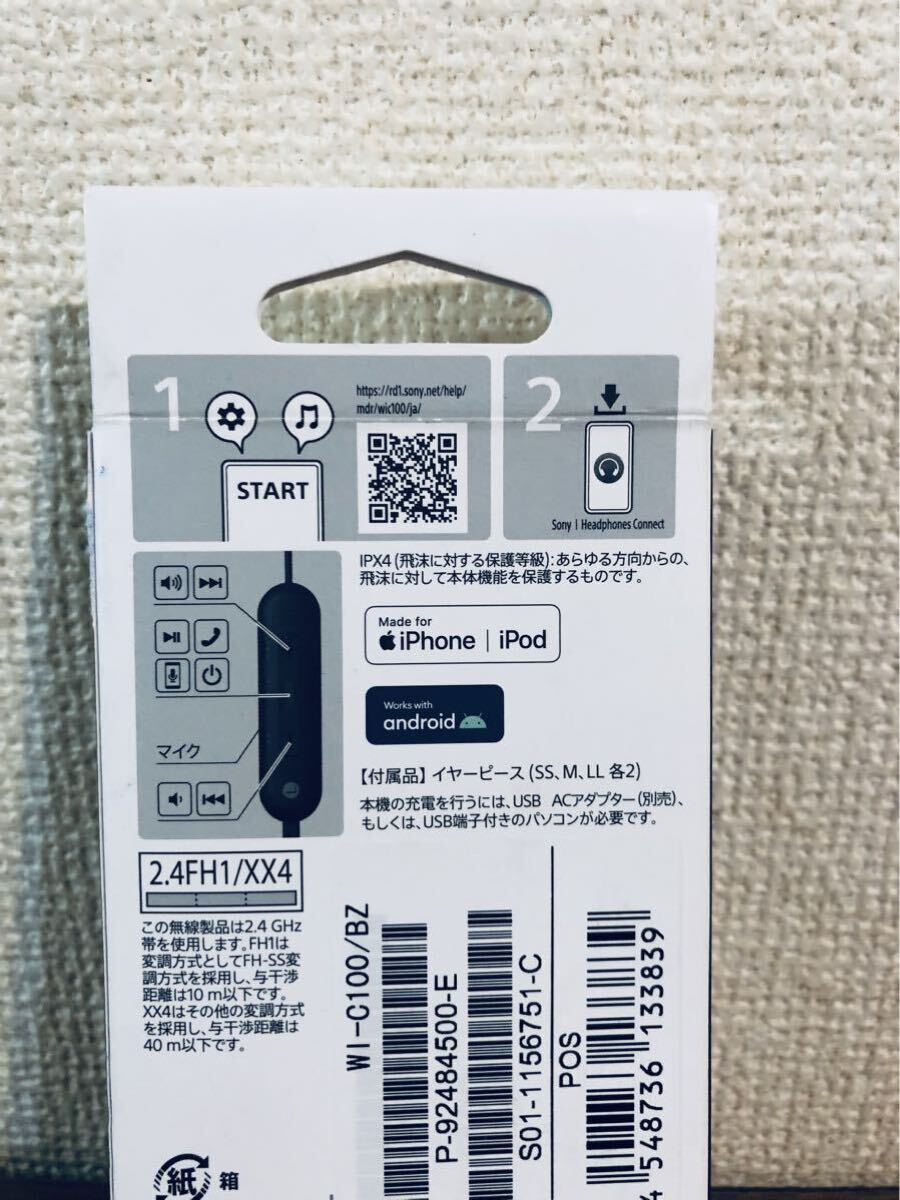 1
https://rd1.sony.net/help/
mdr/wic100/ja/
START
2
Sony | Headphones Connect
IPX4 (飛沫に対する保護等級): あらゆる方向からの、
飛沫に対して本体機能を保護するものです。
Made for
iPhone | iPod
Works with
android
マイク
【付属品】 イヤーピース (SS、M、LL 各2)
本機の充電を行うには、USB ACアダプター (別売)、
もしくは、USB端子付きのパソコンが必要です。
2.4FH1/XX4
この無線製品は2.4 GHz
帯を使用します。FH1は
変調方式としてFH-SS変
調方式を採用し、与干渉
距離は10 m以下です。
XX4はその他の変調方式
を採用し、与干渉距離は
40 m以下です。
WI-C100/BZ
P-92484500-E
S01-1156751-C
POS
4 548736 133839
紙
箱